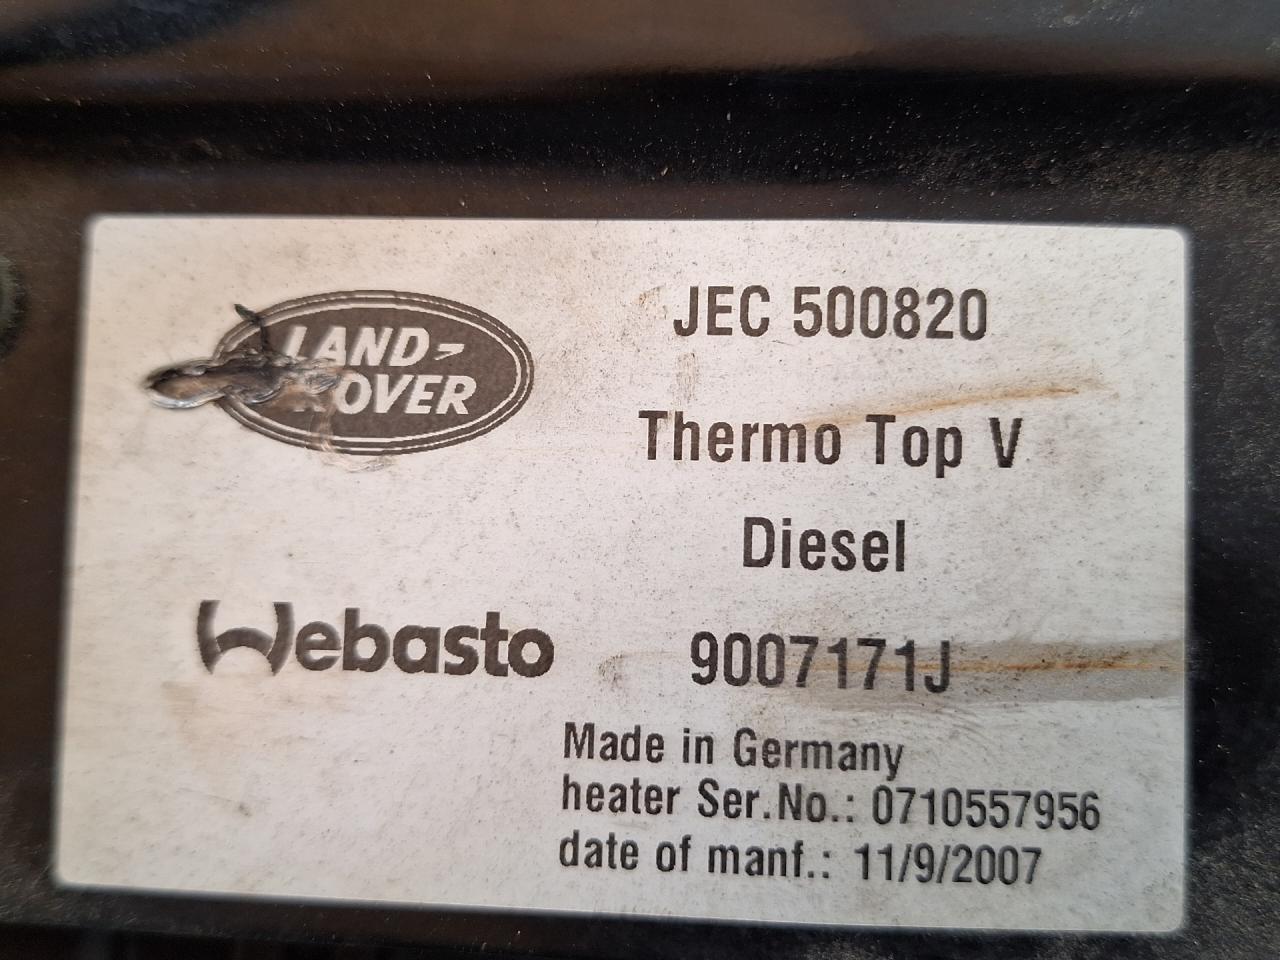 LAND-
ROVER
JEC 500820
Thermo Top V
Diesel
Webasto
9007171J
Made in Germany
heater Ser.No.: 0710557956
date of manf.: 11/9/2007